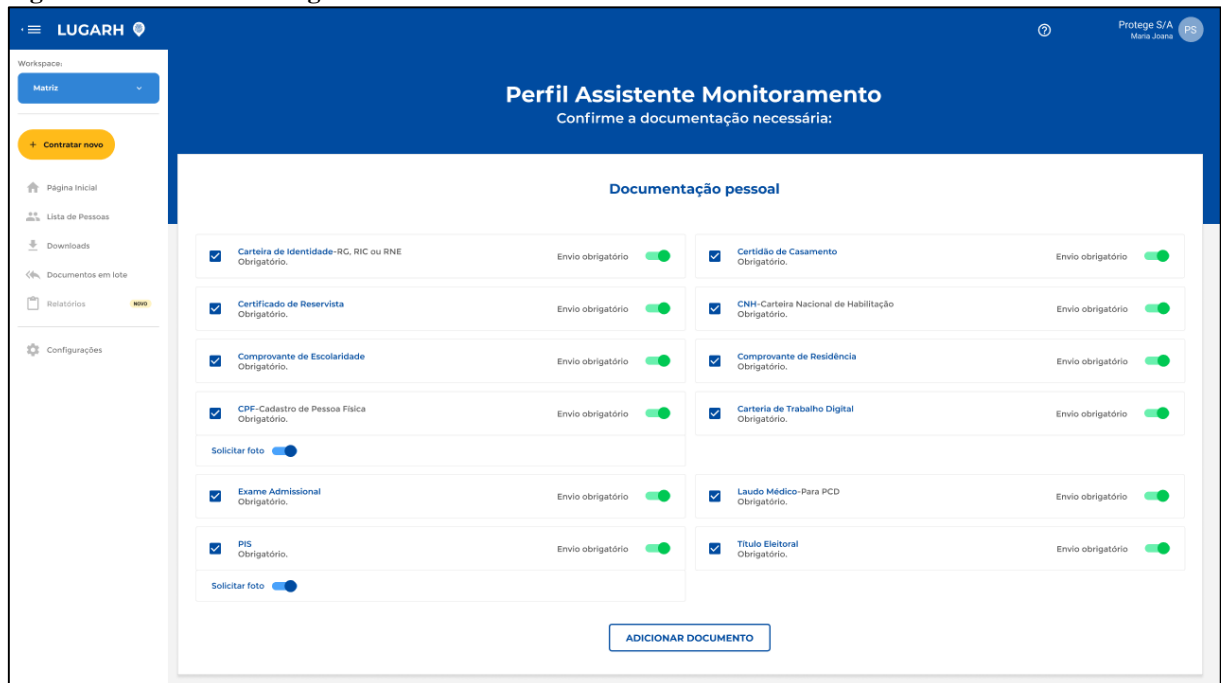 LUGARH
Protege S/A
Maria Joana
PS
Workspace:
Matriz
+ Contratar novo
Página Inicial
Lista de Pessoas
Downloads
Documentos em lote
Relatórios NOVO
Configurações
Perfil Assistente Monitoramento
Confirme a documentação necessária:
Documentação pessoal
Carteira de Identidade-RG, RIC ou RNE
Obrigatório.
Envio obrigatório
Certidão de Casamento
Obrigatório.
Envio obrigatório
Certificado de Reservista
Obrigatório.
Envio obrigatório
CNH-Carteira Nacional de Habilitação
Obrigatório.
Envio obrigatório
Comprovante de Escolaridade
Obrigatório.
Envio obrigatório
Comprovante de Residência
Obrigatório.
Envio obrigatório
CPF-Cadastro de Pessoa Física
Obrigatório.
Envio obrigatório
Solicitar foto
Carteria de Trabalho Digital
Obrigatório.
Envio obrigatório
Exame Admissional
Obrigatório.
Envio obrigatório
Laudo Médico-Para PCD
Obrigatório.
Envio obrigatório
PIS
Obrigatório.
Envio obrigatório
Solicitar foto
Título Eleitoral
Obrigatório.
Envio obrigatório
ADICIONAR DOCUMENTO